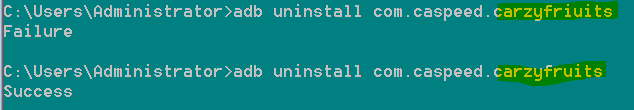 C:\Users\Administrator>adb uninstall com.caspeed.carzyfriuits
Failure
C:\Users\Administrator>adb uninstall com.caspeed.carzyfruits
Success